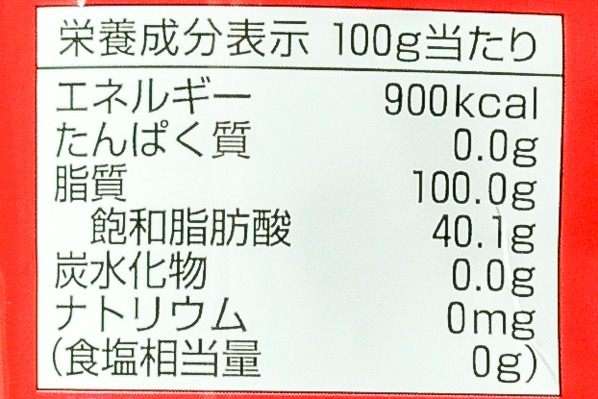 栄養成分表示 100g当たり
エネルギー 900kcal
たんぱく質 0.0g
脂質 100.0g
飽和脂肪酸 40.1g
炭水化物 0.0g
ナトリウム 0mg
(食塩相当量 0g)